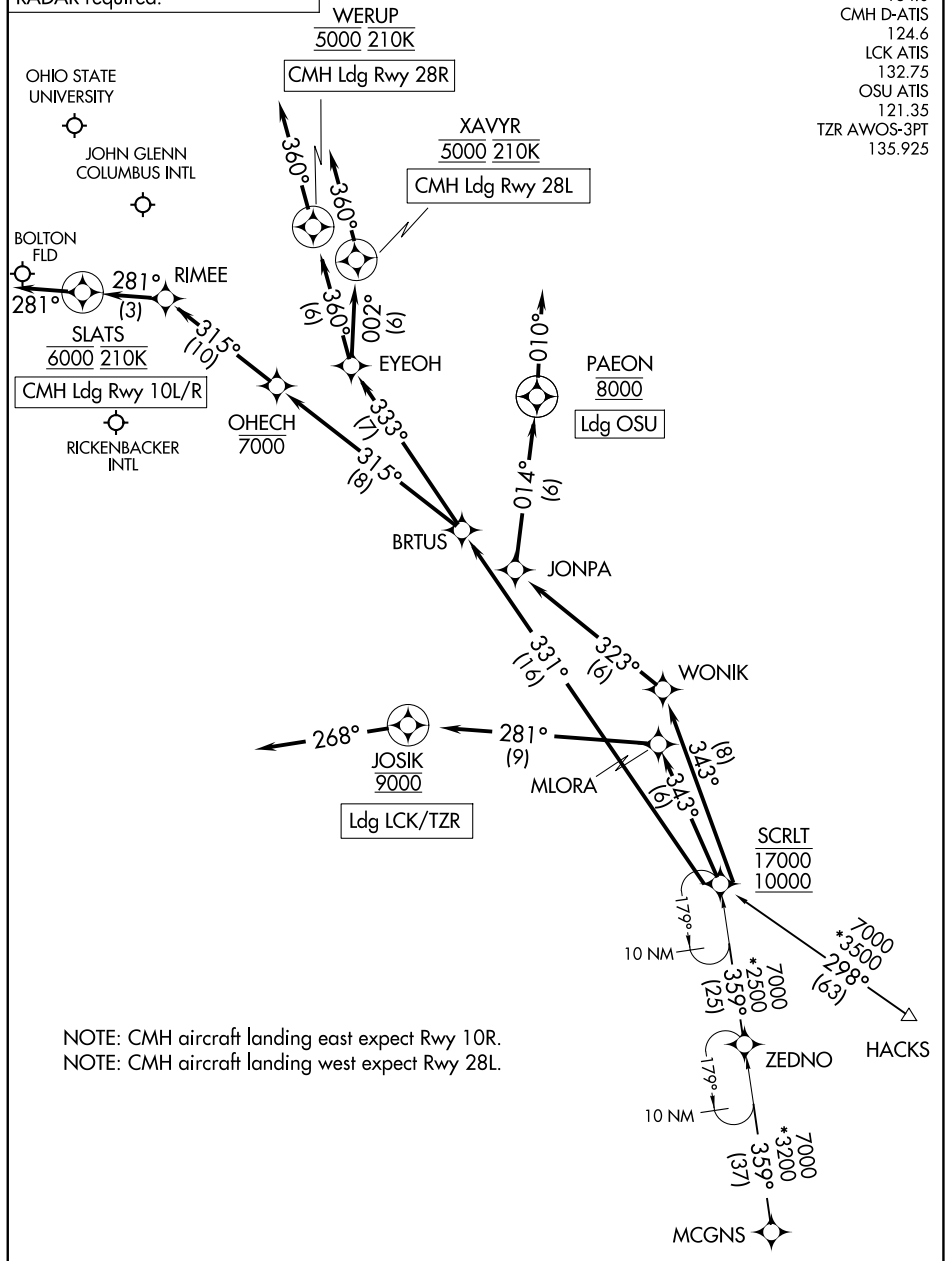 RADAR required.
CMH D-ATIS
124.6
LCK ATIS
132.75
OSU ATIS
121.35
TZR AWOS-3PT
135.925
WERUP
5000 210K
CMH Ldg Rwy 28R
OHIO STATE
UNIVERSITY
XAVYR
5000 210K
CMH Ldg Rwy 28L
JOHN GLENN
COLUMBUS INTL
360°
360°
BOLTON
FLD
281°
281°
(3)
RIMEE
SLATS
6000 210K
CMH Ldg Rwy 10L/R
315°
(10)
360°
(6)
002°
(6)
EYEOH
010°
PAEON
8000
Ldg OSU
OHECH
7000
RICKENBACKER
INTL
333°
(7)
315°
(8)
014°
(6)
BRTUS
JONPA
331°
(16)
323°
(6)
WONIK
268°
JOSIK
9000
Ldg LCK/TZR
281°
(9)
MLORA
343°
(8)
343°
(6)
SCRLT
17000
10000
179°
10 NM
7000
*2500
359°
(25)
7000
*3500
298°
(63)
HACKS
NOTE: CMH aircraft landing east expect Rwy 10R.
NOTE: CMH aircraft landing west expect Rwy 28L.
ZEDNO
179°
10 NM
7000
*3200
359°
(37)
MCGNS